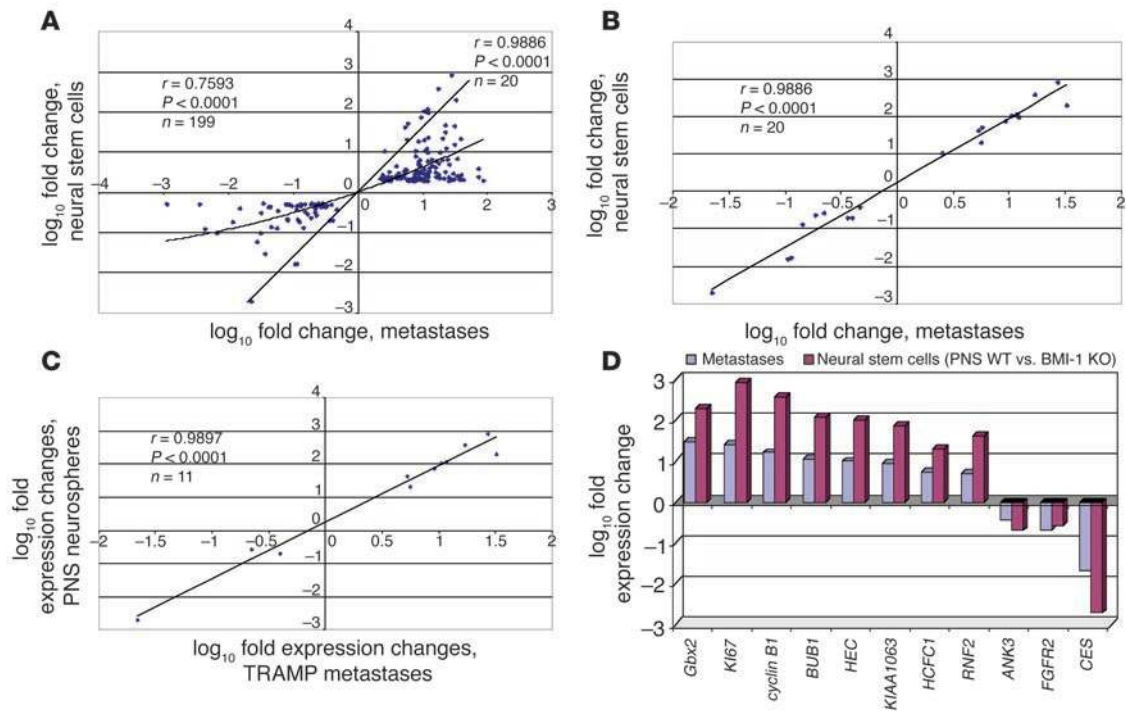 A
log10 fold change,
neural stem cells
4
3
2
1
0
−1
−2
−3
−4 −3 −2 −1 0 1 2 3
r = 0.7593
P < 0.0001
n = 199
r = 0.9886
P < 0.0001
n = 20
log10 fold change, metastases
B
log10 fold change,
neural stem cells
4
3
2
1
0
−1
−2
−3
−2 −1.5 −1 −0.5 0 0.5 1 1.5 2
r = 0.9886
P < 0.0001
n = 20
log10 fold change, metastases
C
log10 fold
expression changes,
PNS neurospheres
4
3
2
1
0
−1
−2
−3
−2 −1.5 −1 −0.5 0 0.5 1 1.5 2
r = 0.9897
P < 0.0001
n = 11
log10 fold expression changes,
TRAMP metastases
D
Metastases Neural stem cells (PNS WT vs. BMI-1 KO)
log10 fold
expression change
3
2
1
0
−1
−2
−3
Gbx2
KI67
cyclin B1
BUB1
HEC
KIAA1063
HCFC1
RNF2
ANK3
FGFR2
CES